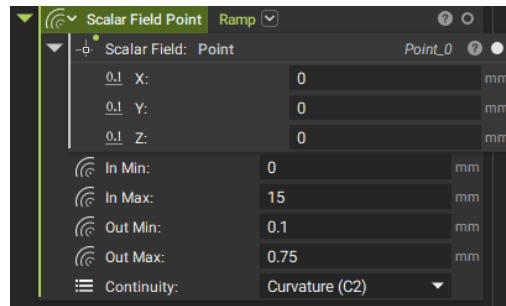 Scalar Field Point Ramp
Scalar Field: Point Point_0
0.1 X: 0 mm
0.1 Y: 0 mm
0.1 Z: 0 mm
In Min: 0 mm
In Max: 15 mm
Out Min: 0.1 mm
Out Max: 0.75 mm
Continuity: Curvature (C2)